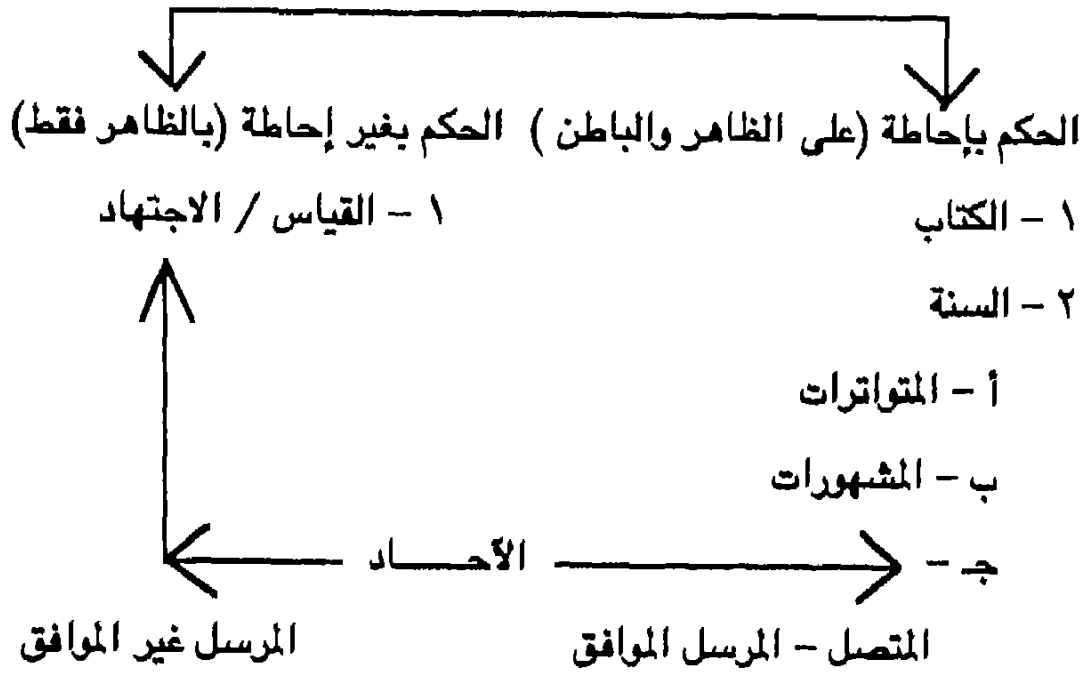 الحكم بإحاطة (على الظاهر والباطن ) الحكم بغير إحاطة (بالظاهر فقط)
١ – الكتاب ١ – القياس / الاجتهاد
٢ – السنة
أ – المتواترات
ب – المشهورات
جـ – الآحـــــاد
المتصل – المرسل الموافق المرسل غير الموافق